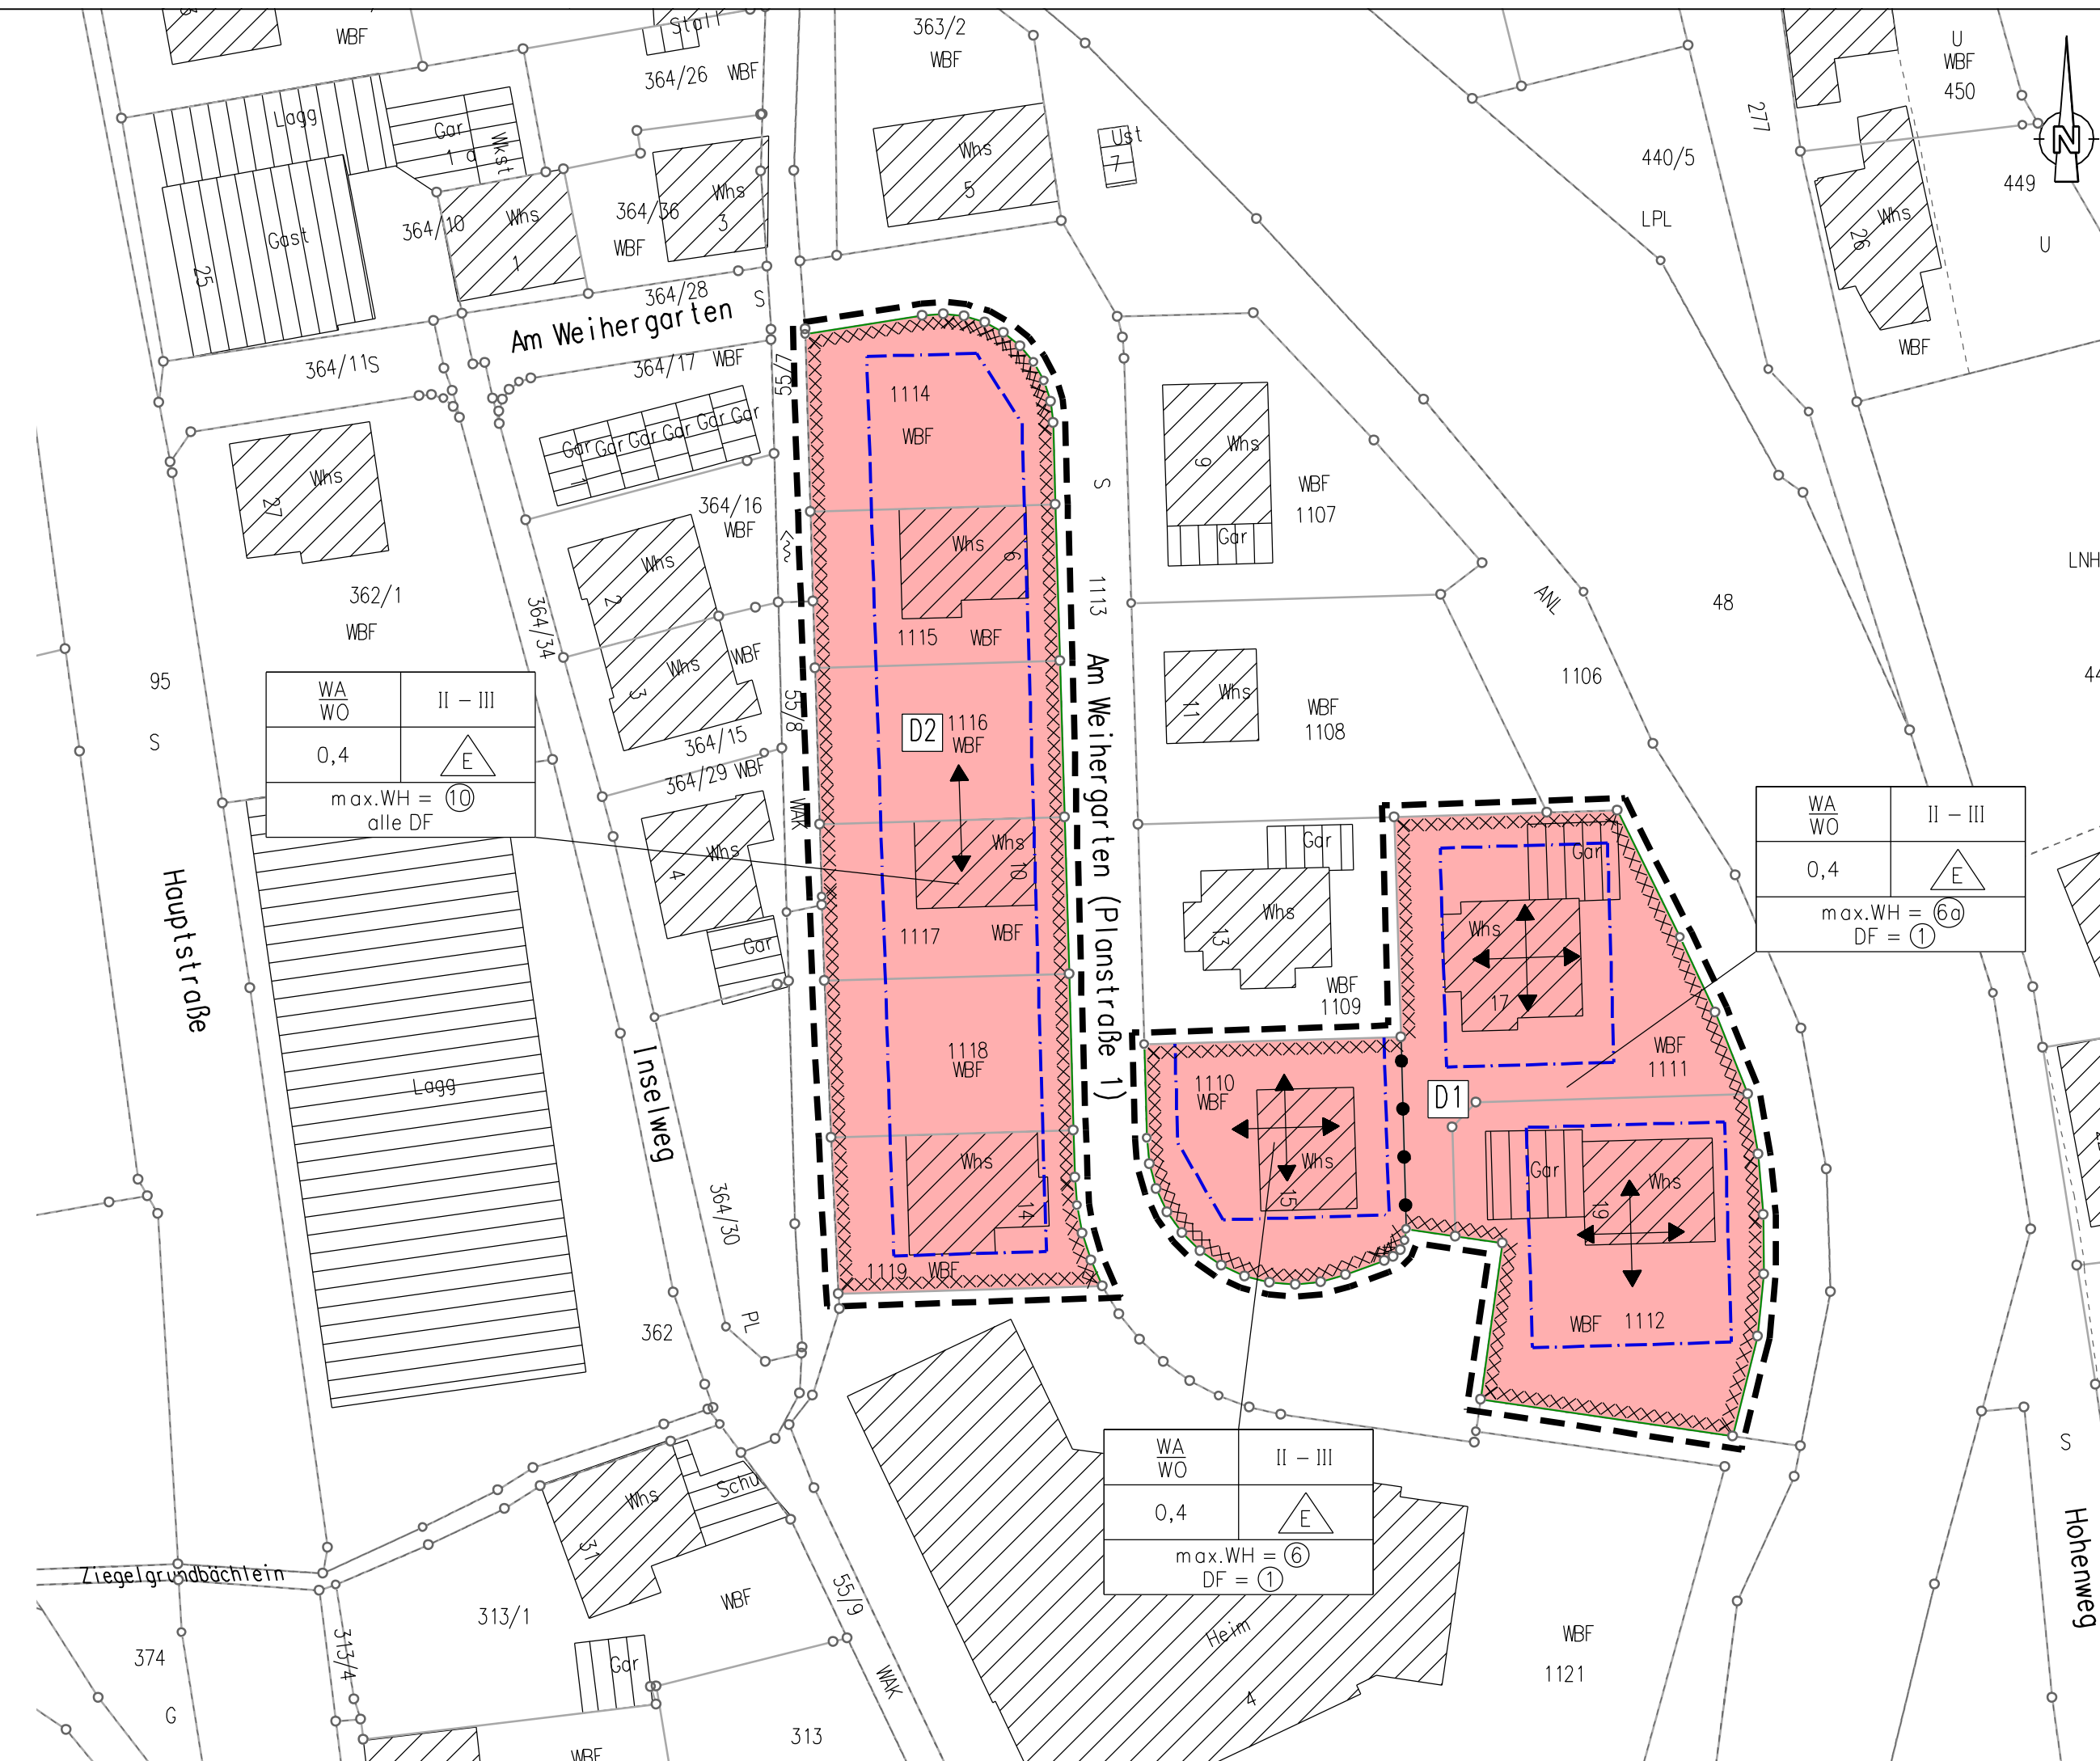 WBF
Stall
363/2
WBF
U
WBF
450
364/26 WBF
Lagg
Gar
1 a
Wkst
Whs
5
Ust
7
277
440/5
LPL
449
U
N
364/10
Whs
1
364/36
WBF
Whs
3
Gast
25
Whs
26
WBF
364/28
S
Am Weihergarten
364/11S
364/17 WBF
55/7
Gar Gar Gar Gar Gar Gar
1
1114
WBF
Whs
27
364/16
WBF
S
Whs
9
Gar
WBF
1107
LNH
Whs
2
Whs
6
362/1
WBF
364/34
1113
ANL
48
1115 WBF
Whs
3
WBF
95
S
WA
WO
II – III
0,4
E
max.WH = 10
alle DF
55/8
364/15
364/29 WBF
D2
1116
WBF
Am Weihergarten (Planstraße 1)
Whs
11
WBF
1108
1106
44
WAK
Whs
4
Gar
Whs
10
1117 WBF
Gar
Whs
13
WBF
1109
Gar
Whs
17
WA
WO
II – III
0,4
E
max.WH = 6a
DF = 1
Hauptstraße
Lagg
Inselweg
1118
WBF
1110
WBF
Whs
15
D1
WBF
1111
Whs
14
Gar
Whs
19
364/30
1119 WBF
WBF 1112
PL
362
WA
WO
II – III
0,4
E
max.WH = 6
DF = 1
S
Hohenweg
Whs
31
Schu
Ziegelgrundbächlein
313/1
WBF
55/9
Heim
4
WBF
1121
374
G
313/4
Gar
WAK
313
WBF